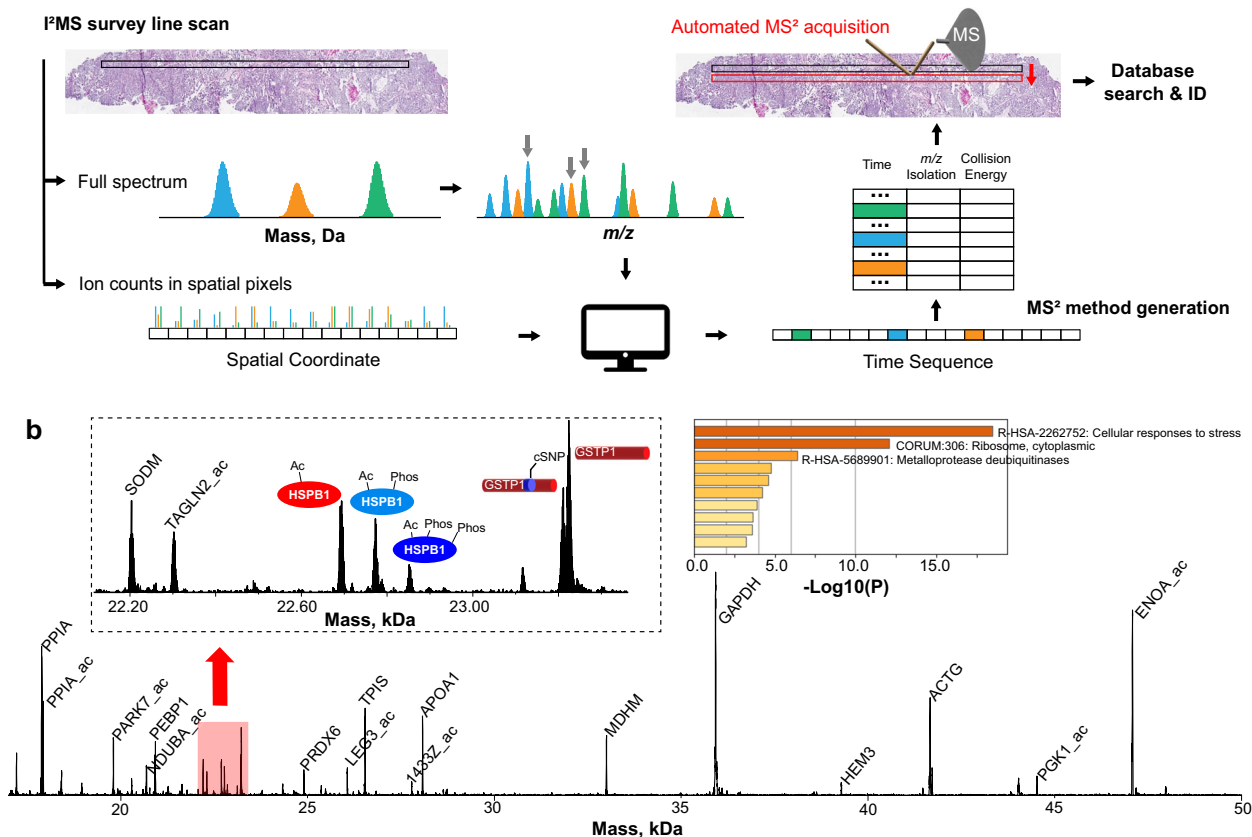 I²MS survey line scan
Automated MS² acquisition
MS
Database
search & ID
Full spectrum
Mass, Da
m/z
Time
m/z
Isolation
Collision
Energy
...
...
...
...
Ion counts in spatial pixels
Spatial Coordinate
MS² method generation
Time Sequence
b
SODM
TAGLN2_ac
Ac
HSPB1
Ac
Phos
HSPB1
Ac
Phos
Phos
HSPB1
cSNP
GSTP1
GSTP1
22.20
22.60
23.00
Mass, kDa
R-HSA-2262752: Cellular responses to stress
CORUM:306: Ribosome, cytoplasmic
R-HSA-5689901: Metalloprotease deubiquitinases
0.0
5.0
10.0
15.0
-Log10(P)
PPIA
PPIA_ac
PARK7_ac
PEBP1
NDUBA_ac
PRDX6
LEG3_ac
TPIS
APOA1
1433Z_ac
MDHM
GAPDH
HEM3
ACTG
PGK1_ac
ENOA_ac
20
25
30
35
40
45
50
Mass, kDa